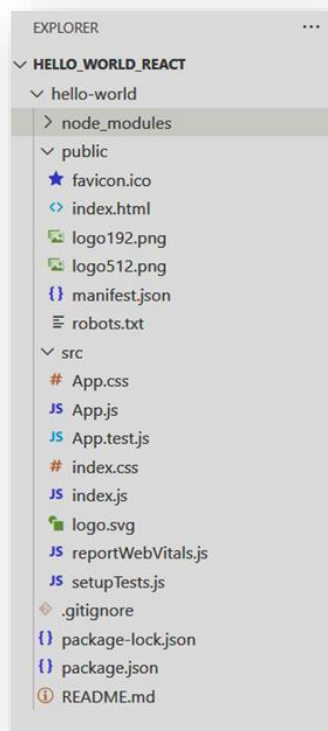 EXPLORER ...
HELLO_WORLD_REACT
hello-world
node_modules
public
favicon.ico
<> index.html
logo192.png
logo512.png
{} manifest.json
robots.txt
src
# App.css
JS App.js
JS App.test.js
# index.css
JS index.js
logo.svg
JS reportWebVitals.js
JS setupTests.js
.gitignore
{} package-lock.json
{} package.json
README.md